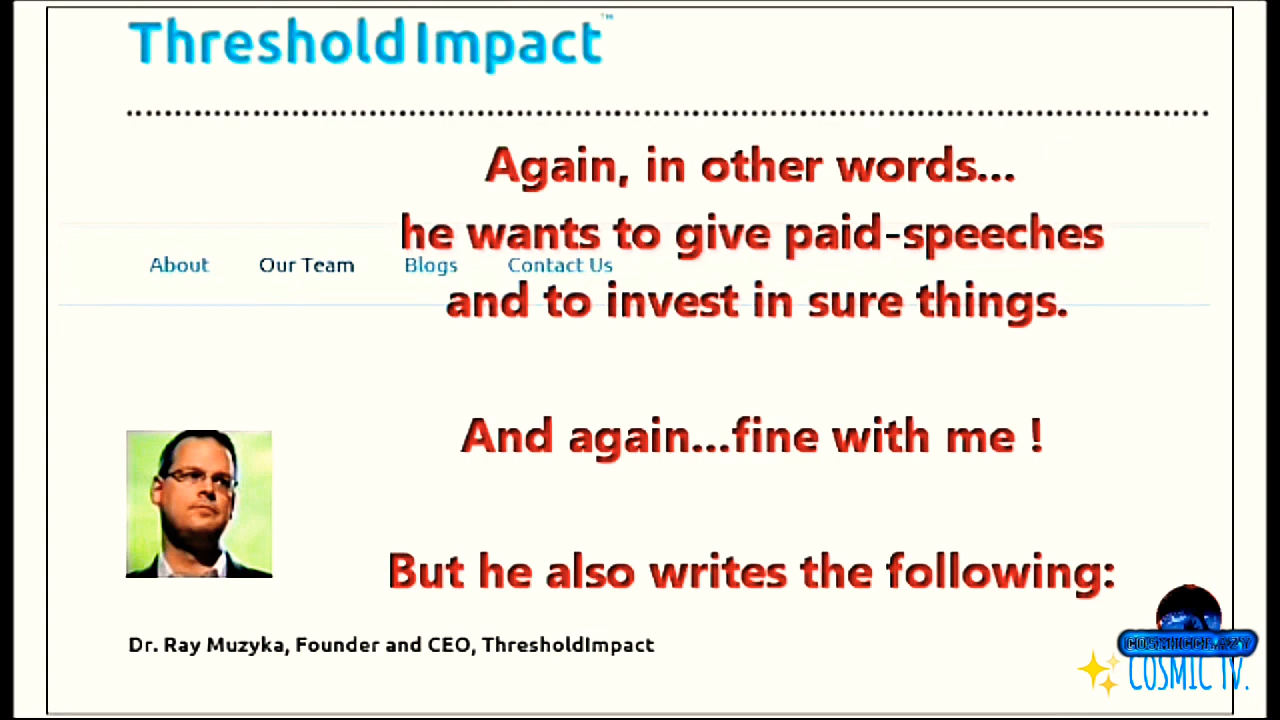 ThresholdImpact™
Again, in other words...
he wants to give paid-speeches
About Our Team Blogs Contact Us
and to invest in sure things.
And again...fine with me !
But he also writes the following:
Dr. Ray Muzyka, Founder and CEO, ThresholdImpact
COSMIC TV.